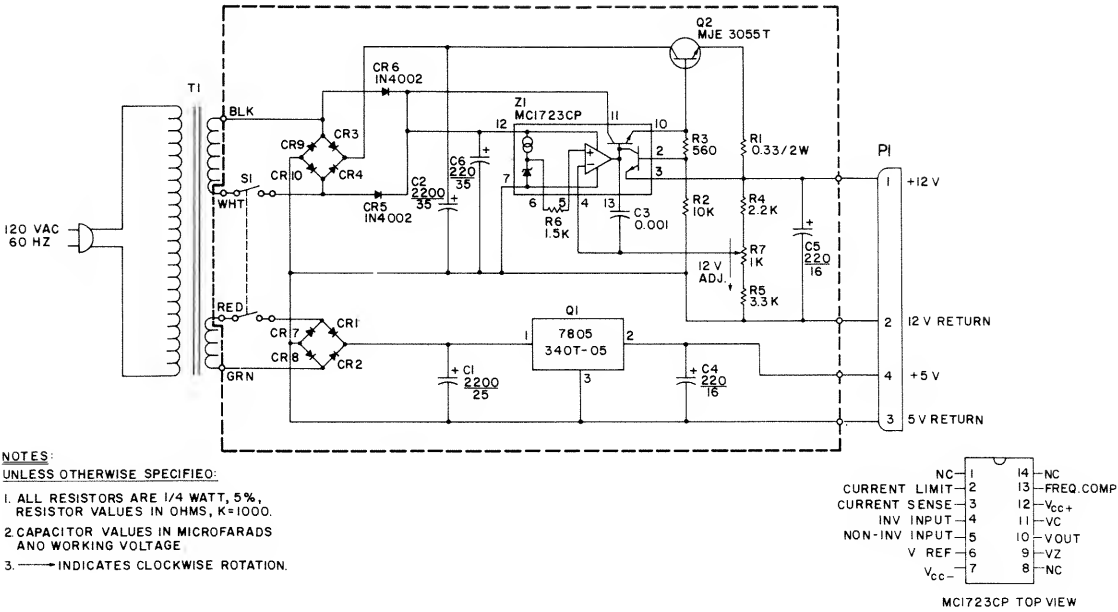 Q2
MJE 3055T
CR6
1N4002
T1
BLK
Z1
MC1723CP
11
12
10
CR9
CR3
CR10
CR4
C6
220
35
+
R3
560
R1
0.33/2W
P1
2
3
1
+12 V
S1
WHT
C2
2200
35
+
CR5
1N4002
7
6
5
4
13
R6
1.5K
C3
0.001
R2
10K
R4
2.2K
+
C5
220
16
120 VAC
60 HZ
12 V
ADJ.
R7
1K
R5
3.3 K
RED
CR7
CR1
CR8
CR2
GRN
Q1
1
7805
340T-05
2
3
2
12 V RETURN
+ C1
2200
25
+ C4
220
16
4
+5 V
3
5 V RETURN
NOTES:
UNLESS OTHERWISE SPECIFIED:
1. ALL RESISTORS ARE 1/4 WATT, 5%,
RESISTOR VALUES IN OHMS, K=1000.
2. CAPACITOR VALUES IN MICROFARADS
AND WORKING VOLTAGE
3. → INDICATES CLOCKWISE ROTATION.
NC 1 14 NC
CURRENT LIMIT 2 13 FREQ. COMP
CURRENT SENSE 3 12 Vcc+
INV INPUT 4 11 VC
NON-INV INPUT 5 10 VOUT
V REF 6 9 VZ
Vcc- 7 8 NC
MC1723CP TOP VIEW